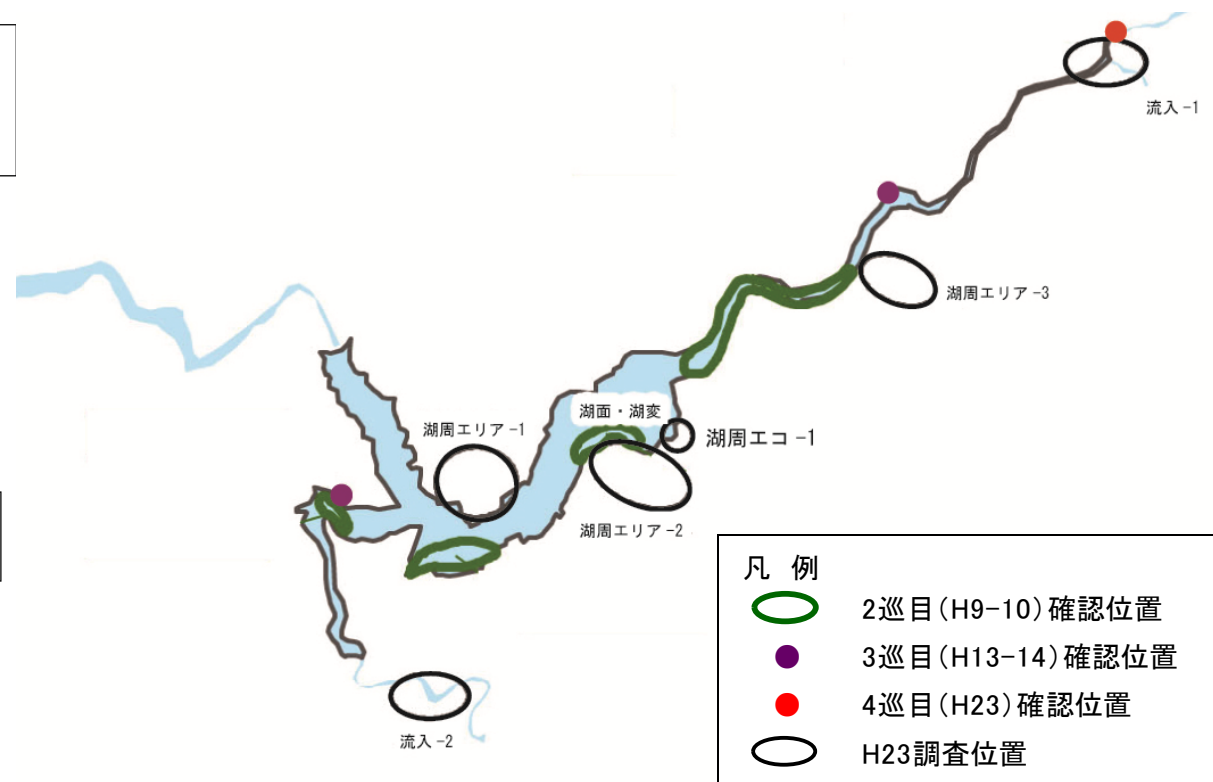 流入-1
湖周エリア-3
湖面・湖変
湖周エリア-1
湖周エコ-1
湖周エリア-2
流入-2
凡 例
2巡目(H9-10)確認位置
3巡目(H13-14)確認位置
4巡目(H23)確認位置
H23調査位置